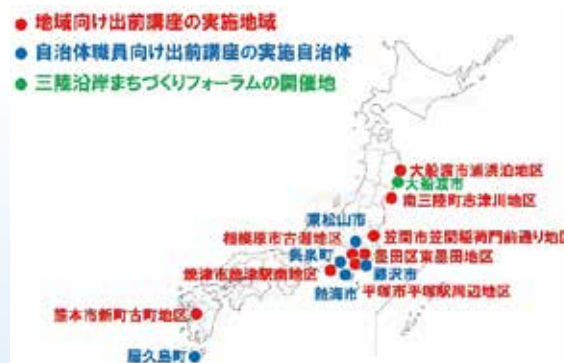 ● 地域向け出前講座の実施地域
● 自治体職員向け出前講座の実施自治体
● 三陸沿岸まちづくりフォーラムの開催地
大船渡市浦浜泊地区
大船渡市
南三陸町志津川地区
東松山市
相模原市古淵地区
笠間市笠間稲荷門前通り地区
墨田区東墨田地区
焼津市焼津駅南地区
藤沢市
熱海市
平塚市平塚駅周辺地区
熊本市新町古町地区
屋久島町